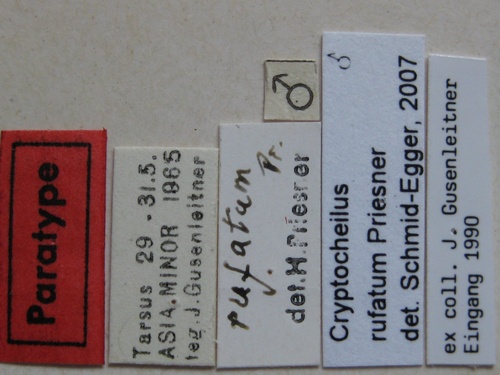 Paratype
Tarsus 29 - 31.5.
ASIA.MINOR 1965
leg.J.Gusenleitner
rufatum
Pr.
det.H.Priesner
♂
♂
Cryptocheilus
rufatum Priesner
det. Schmid-Egger, 2007
ex coll. J. Gusenleitner
Eingang 1990